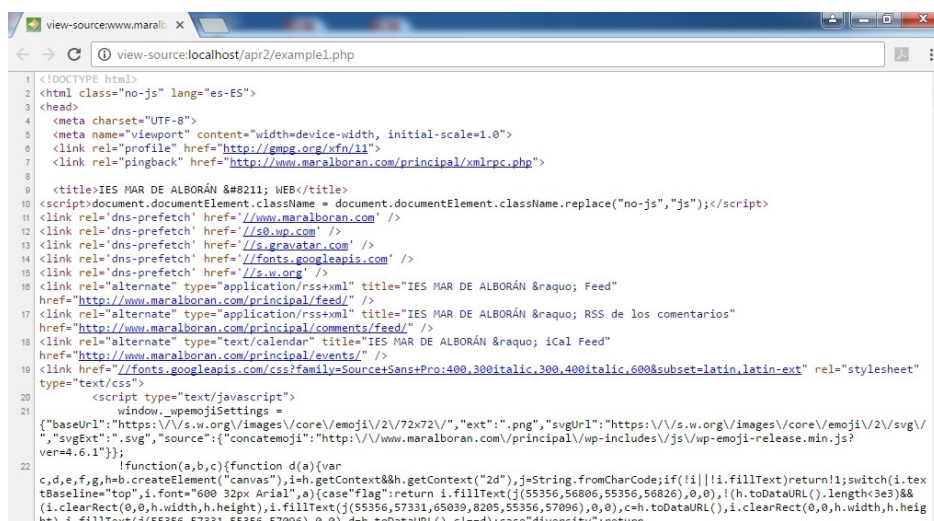 view-source:www.maralb
view-source:localhost/apr2/example1.php
1 <!DOCTYPE html>
2 <html class="no-js" lang="es-ES">
3 <head>
4 <meta charset="UTF-8">
5 <meta name="viewport" content="width=device-width, initial-scale=1.0">
6 <link rel="profile" href="http://gmpg.org/xfn/11">
7 <link rel="pingback" href="http://www.maralboran.com/principal/xmlrpc.php">
8
9 <title>IES MAR DE ALBORÁN &#8211; WEB</title>
10 <script>document.documentElement.className = document.documentElement.className.replace("no-js","js");</script>
11 <link rel='dns-prefetch' href='//www.maralboran.com' />
12 <link rel='dns-prefetch' href='//s0.wp.com' />
13 <link rel='dns-prefetch' href='//s.gravatar.com' />
14 <link rel='dns-prefetch' href='//fonts.googleapis.com' />
15 <link rel='dns-prefetch' href='//s.w.org' />
16 <link rel="alternate" type="application/rss+xml" title="IES MAR DE ALBORÁN &raquo; Feed"
href="http://www.maralboran.com/principal/feed/" />
17 <link rel="alternate" type="application/rss+xml" title="IES MAR DE ALBORÁN &raquo; RSS de los comentarios"
href="http://www.maralboran.com/principal/comments/feed/" />
18 <link rel="alternate" type="text/calendar" title="IES MAR DE ALBORÁN &raquo; iCal Feed"
href="http://www.maralboran.com/principal/events/" />
19 <link href="//fonts.googleapis.com/css?family=Source+Sans+Pro:400,300italic,300,400italic,600&subset=latin,latin-ext" rel="stylesheet"
type="text/css">
20 <script type="text/javascript">
21 window._wpemojiSettings =
{"baseUrl":"https:\/\/s.w.org\/images\/core\/emoji\/2\/72x72\/","ext":".png","svgUrl":"https:\/\/s.w.org\/images\/core\/emoji\/2\/svg\/
","svgExt":".svg","source":{"concatemoji":"http:\/\/www.maralboran.com\/principal\/wp-includes\/js\/wp-emoji-release.min.js?
ver=4.6.1"}};
22 !function(a,b,c){function d(a){var
c,d,e,f,g,h=b.createElement("canvas"),i=h.getContext&&h.getContext("2d"),j=String.fromCharCode;if(!i||!i.fillText)return!1;switch(i.tex
tBaseline="top",i.font="600 32px Arial",a){case"flag":return i.fillText(j(55356,56806,55356,56826),0,0),!(h.toDataURL().length<3e3)&&
(i.clearRect(0,0,h.width,h.height),i.fillText(j(55356,57331,65039,8205,55356,57096),0,0),c=h.toDataURL(),i.clearRect(0,0,h.width,h.heig
ht),i.fillText(j(55356,57331,55356,57096),0,0),d=h.toDataURL(),c!==d);case"diversity":return